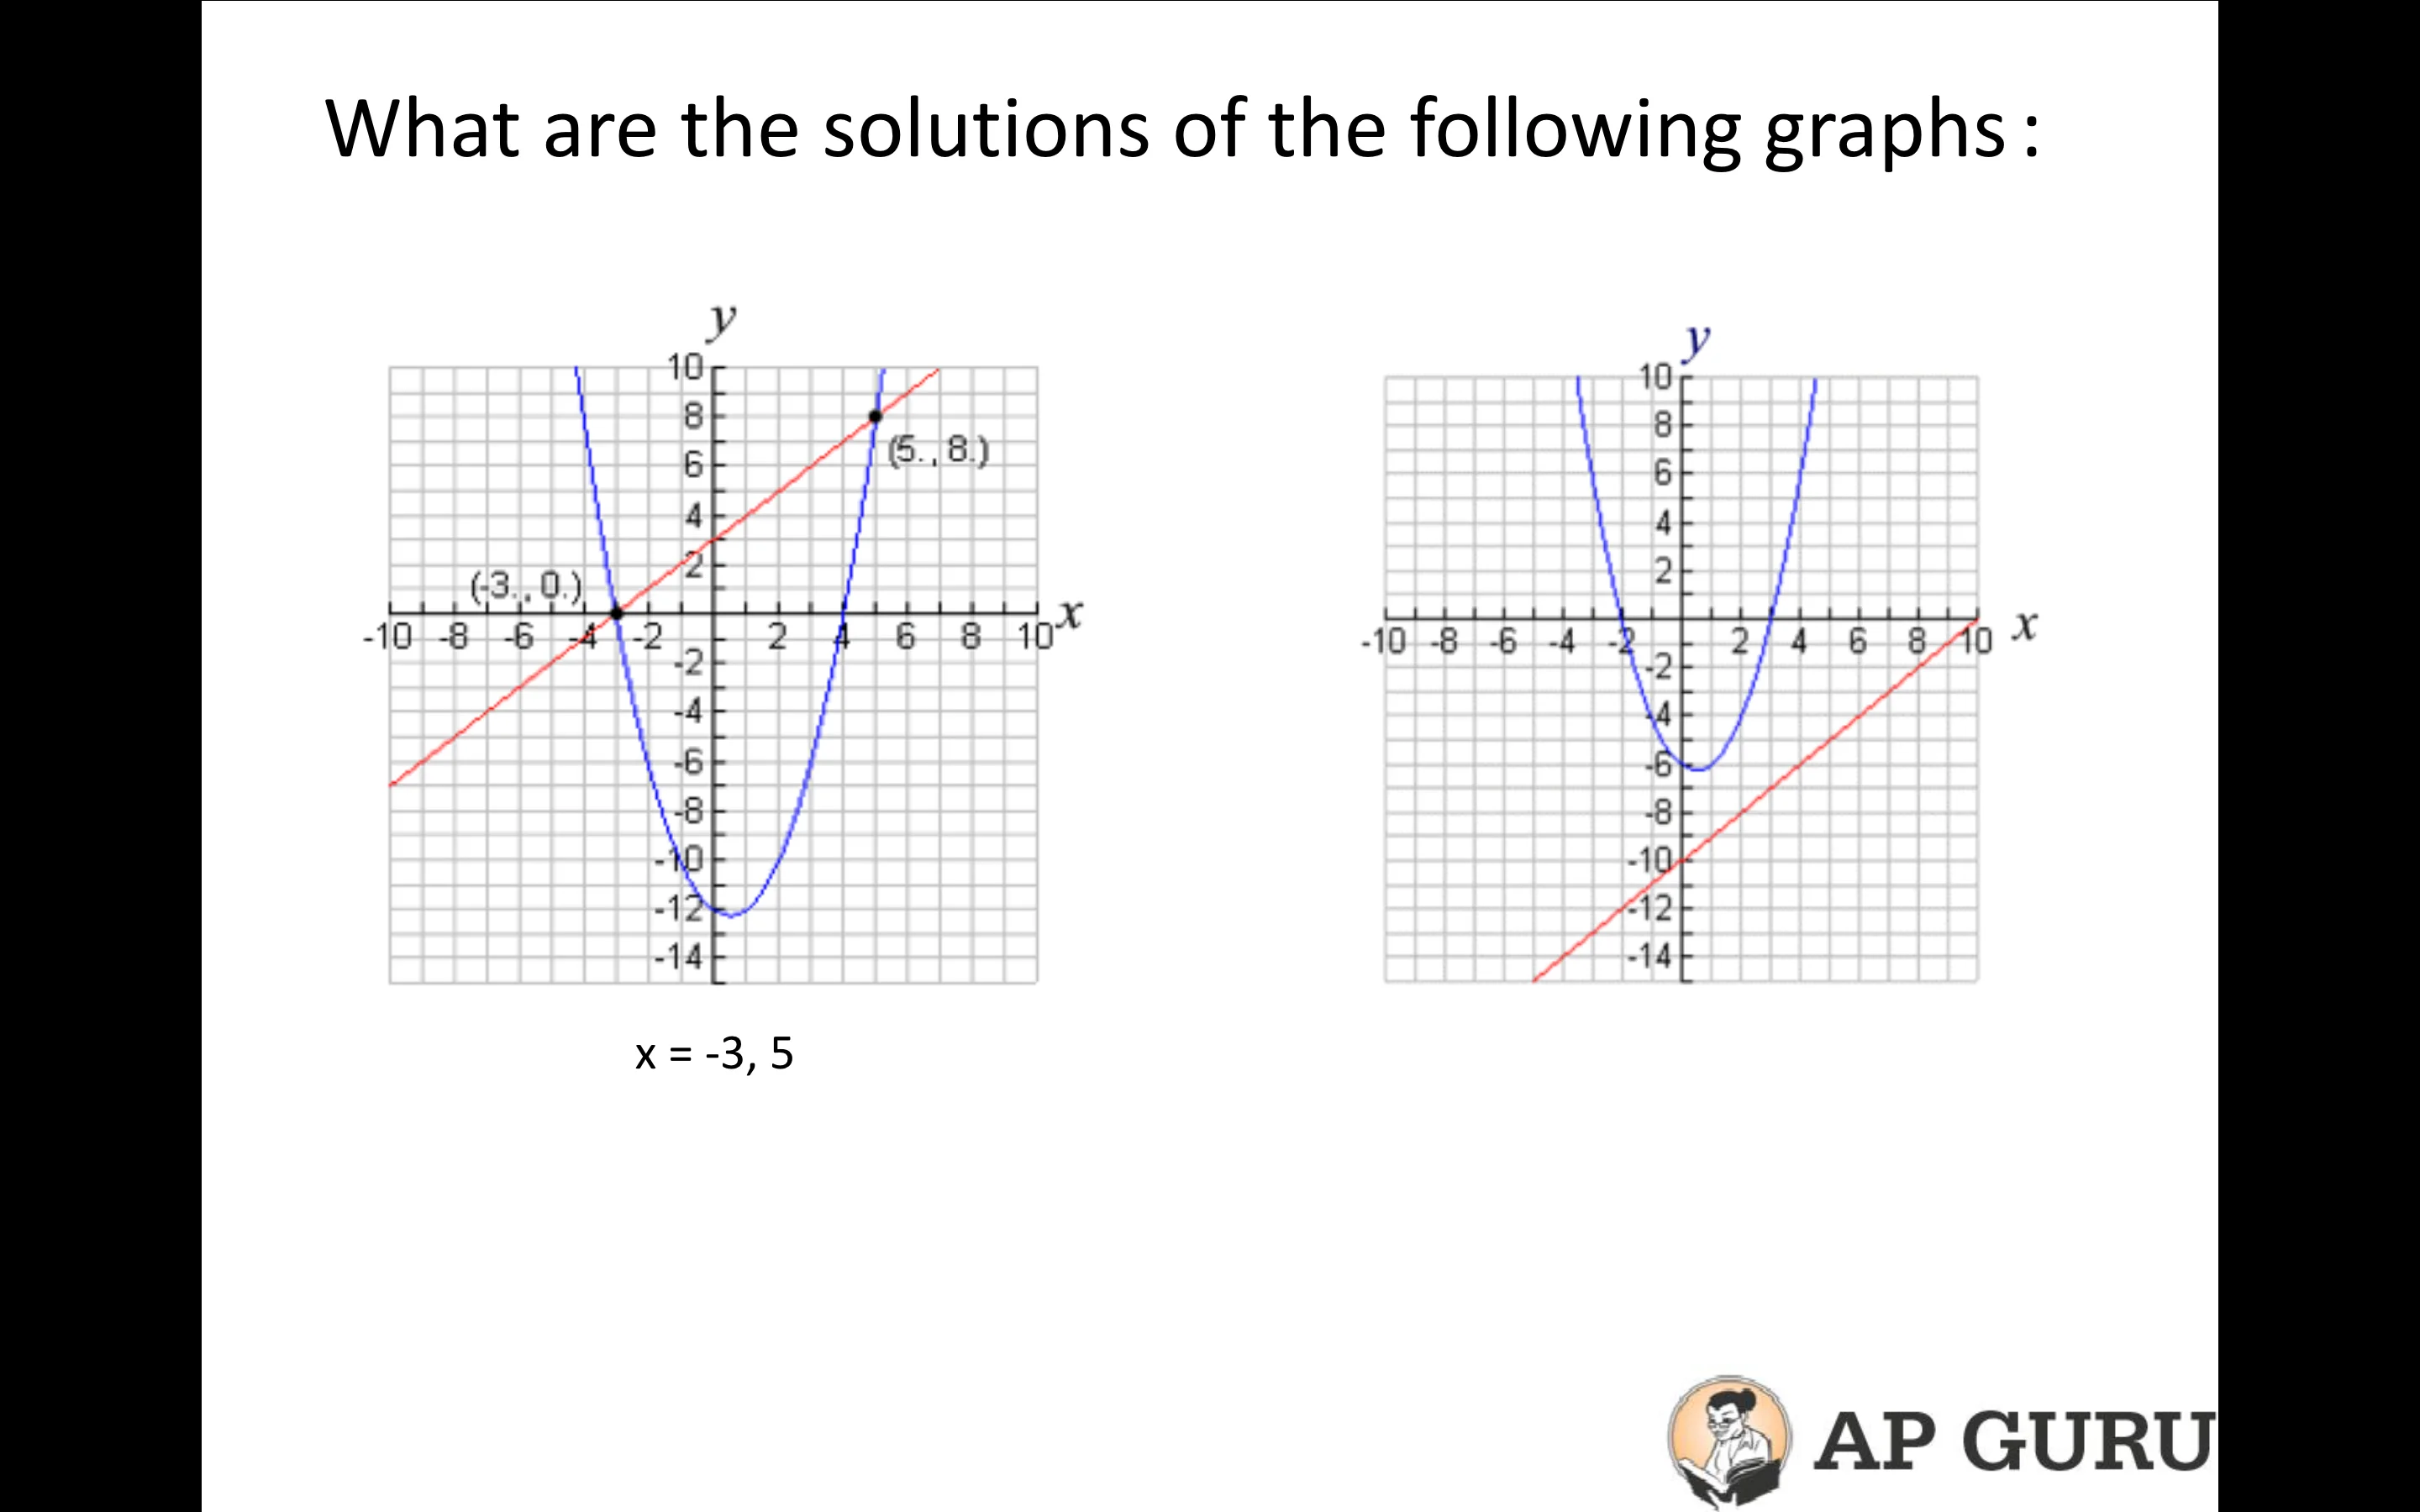 What are the solutions of the following graphs :
y
10
8
(5. , 8.)
6
4
2
(-3. , 0.)
-10 -8 -6 -4 -2 2 4 6 8 10 x
-2
-4
-6
-8
-10
-12
-14
x = -3, 5
y
10
8
6
4
2
-10 -8 -6 -4 -2 2 4 6 8 10 x
-2
-4
-6
-8
-10
-12
-14
AP GURU